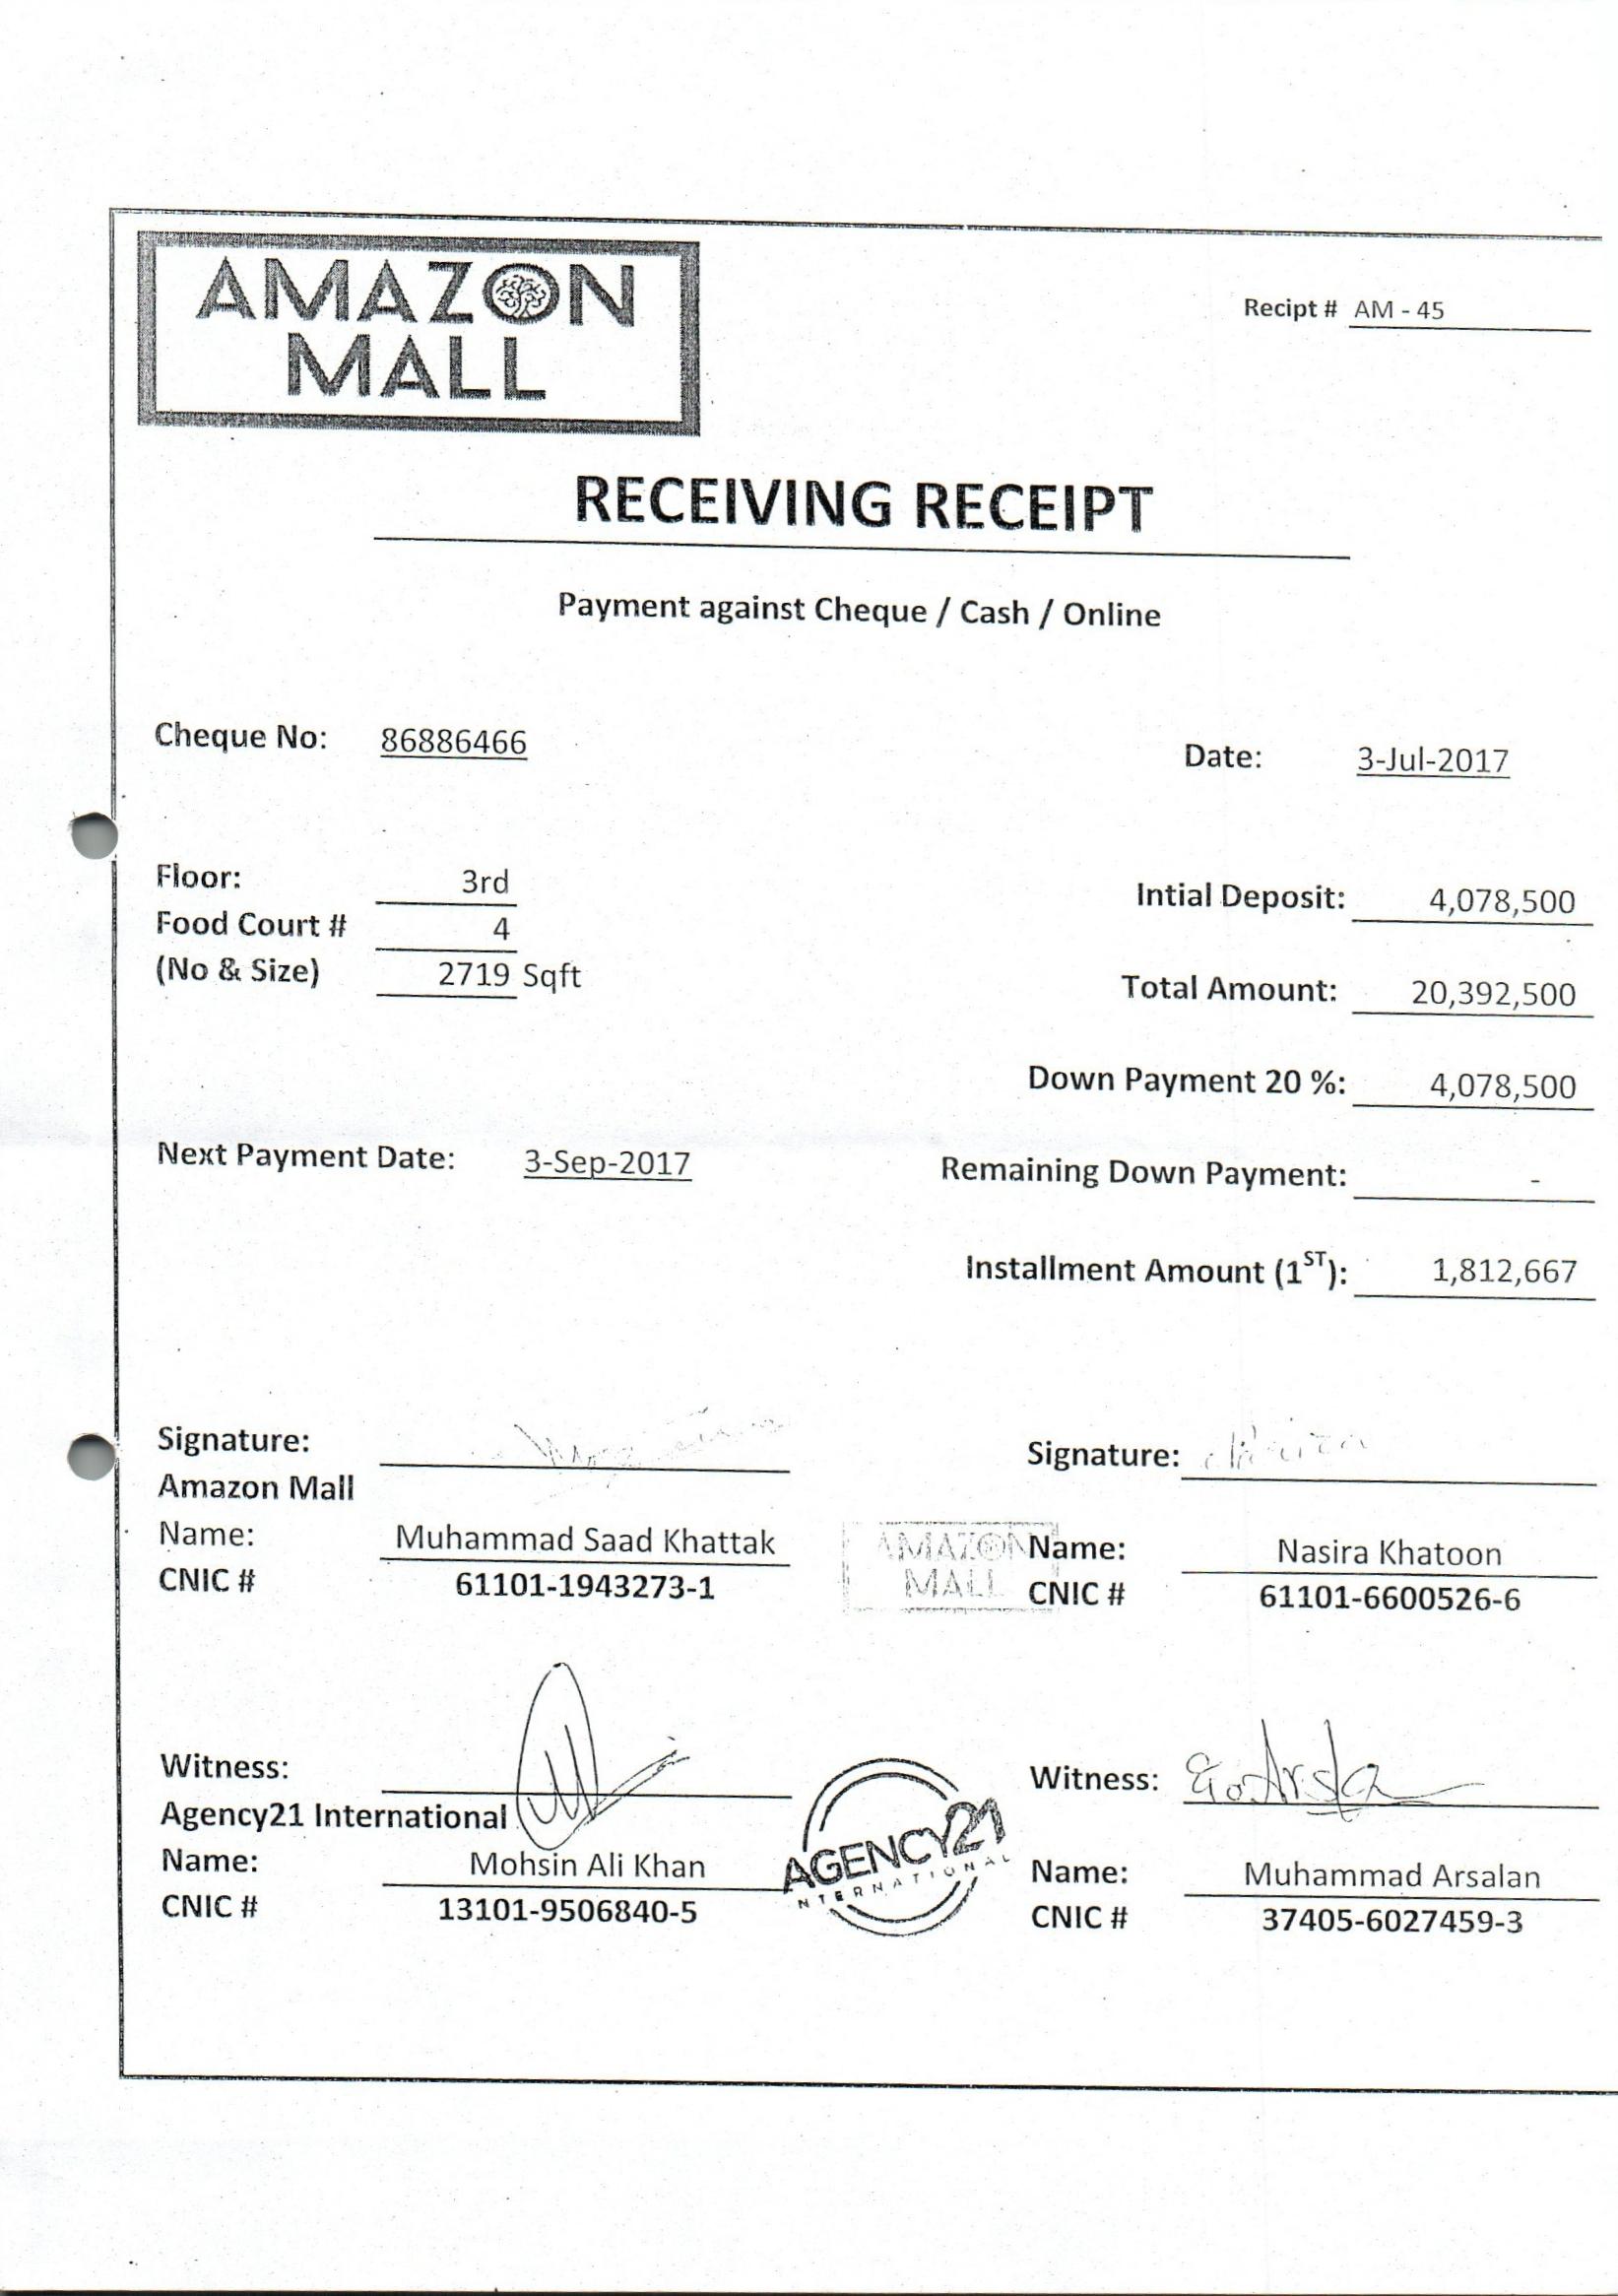 AMAZON
MALL
Recipt # AM - 45
RECEIVING RECEIPT
Payment against Cheque / Cash / Online
Cheque No: 86886466
Date: 3-Jul-2017
Floor: 3rd
Food Court # 4
(No & Size) 2719 Sqft
Intial Deposit: 4,078,500
Total Amount: 20,392,500
Down Payment 20 %: 4,078,500
Next Payment Date: 3-Sep-2017
Remaining Down Payment: -
Installment Amount (1ST): 1,812,667
Signature:
Amazon Mall
Name: Muhammad Saad Khattak
CNIC # 61101-1943273-1
AMAZON
MALL
Signature:
Name: Nasira Khatoon
CNIC # 61101-6600526-6
Witness:
Agency21 International
Name: Mohsin Ali Khan
CNIC # 13101-9506840-5
AGENCY21
INTERNATIONAL
Witness:
Name: Muhammad Arsalan
CNIC # 37405-6027459-3